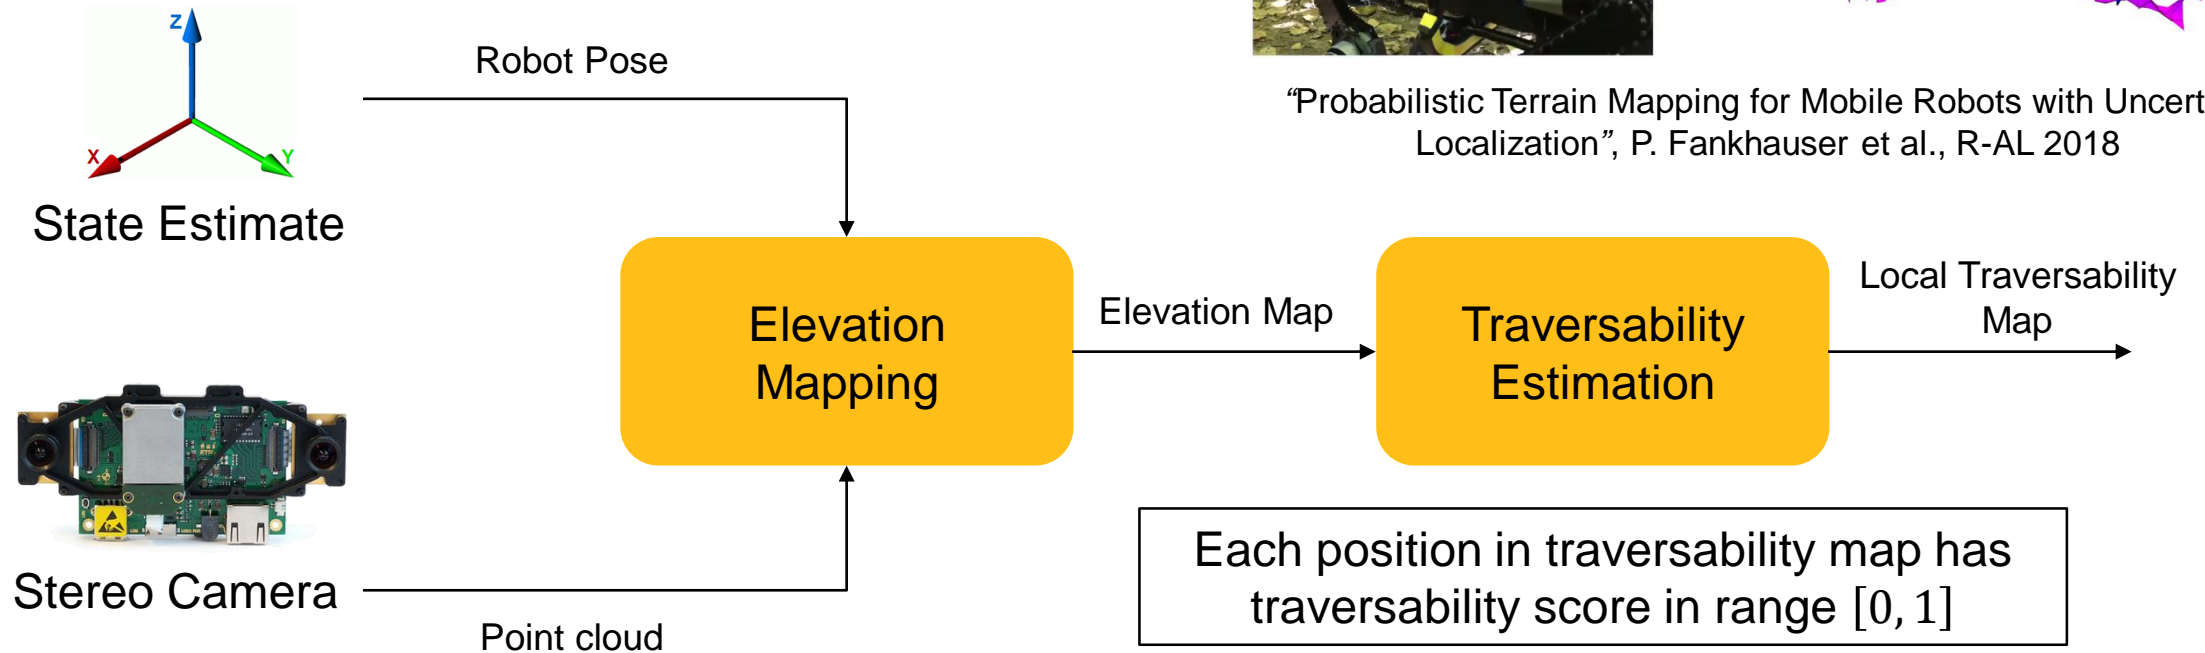 Z
X
Y
State Estimate
Robot Pose
"Probabilistic Terrain Mapping for Mobile Robots with Uncert
Localization", P. Fankhauser et al., R-AL 2018
Elevation
Mapping
Elevation Map
Traversability
Estimation
Local Traversability
Map
Stereo Camera
Point cloud
Each position in traversability map has
traversability score in range [0, 1]